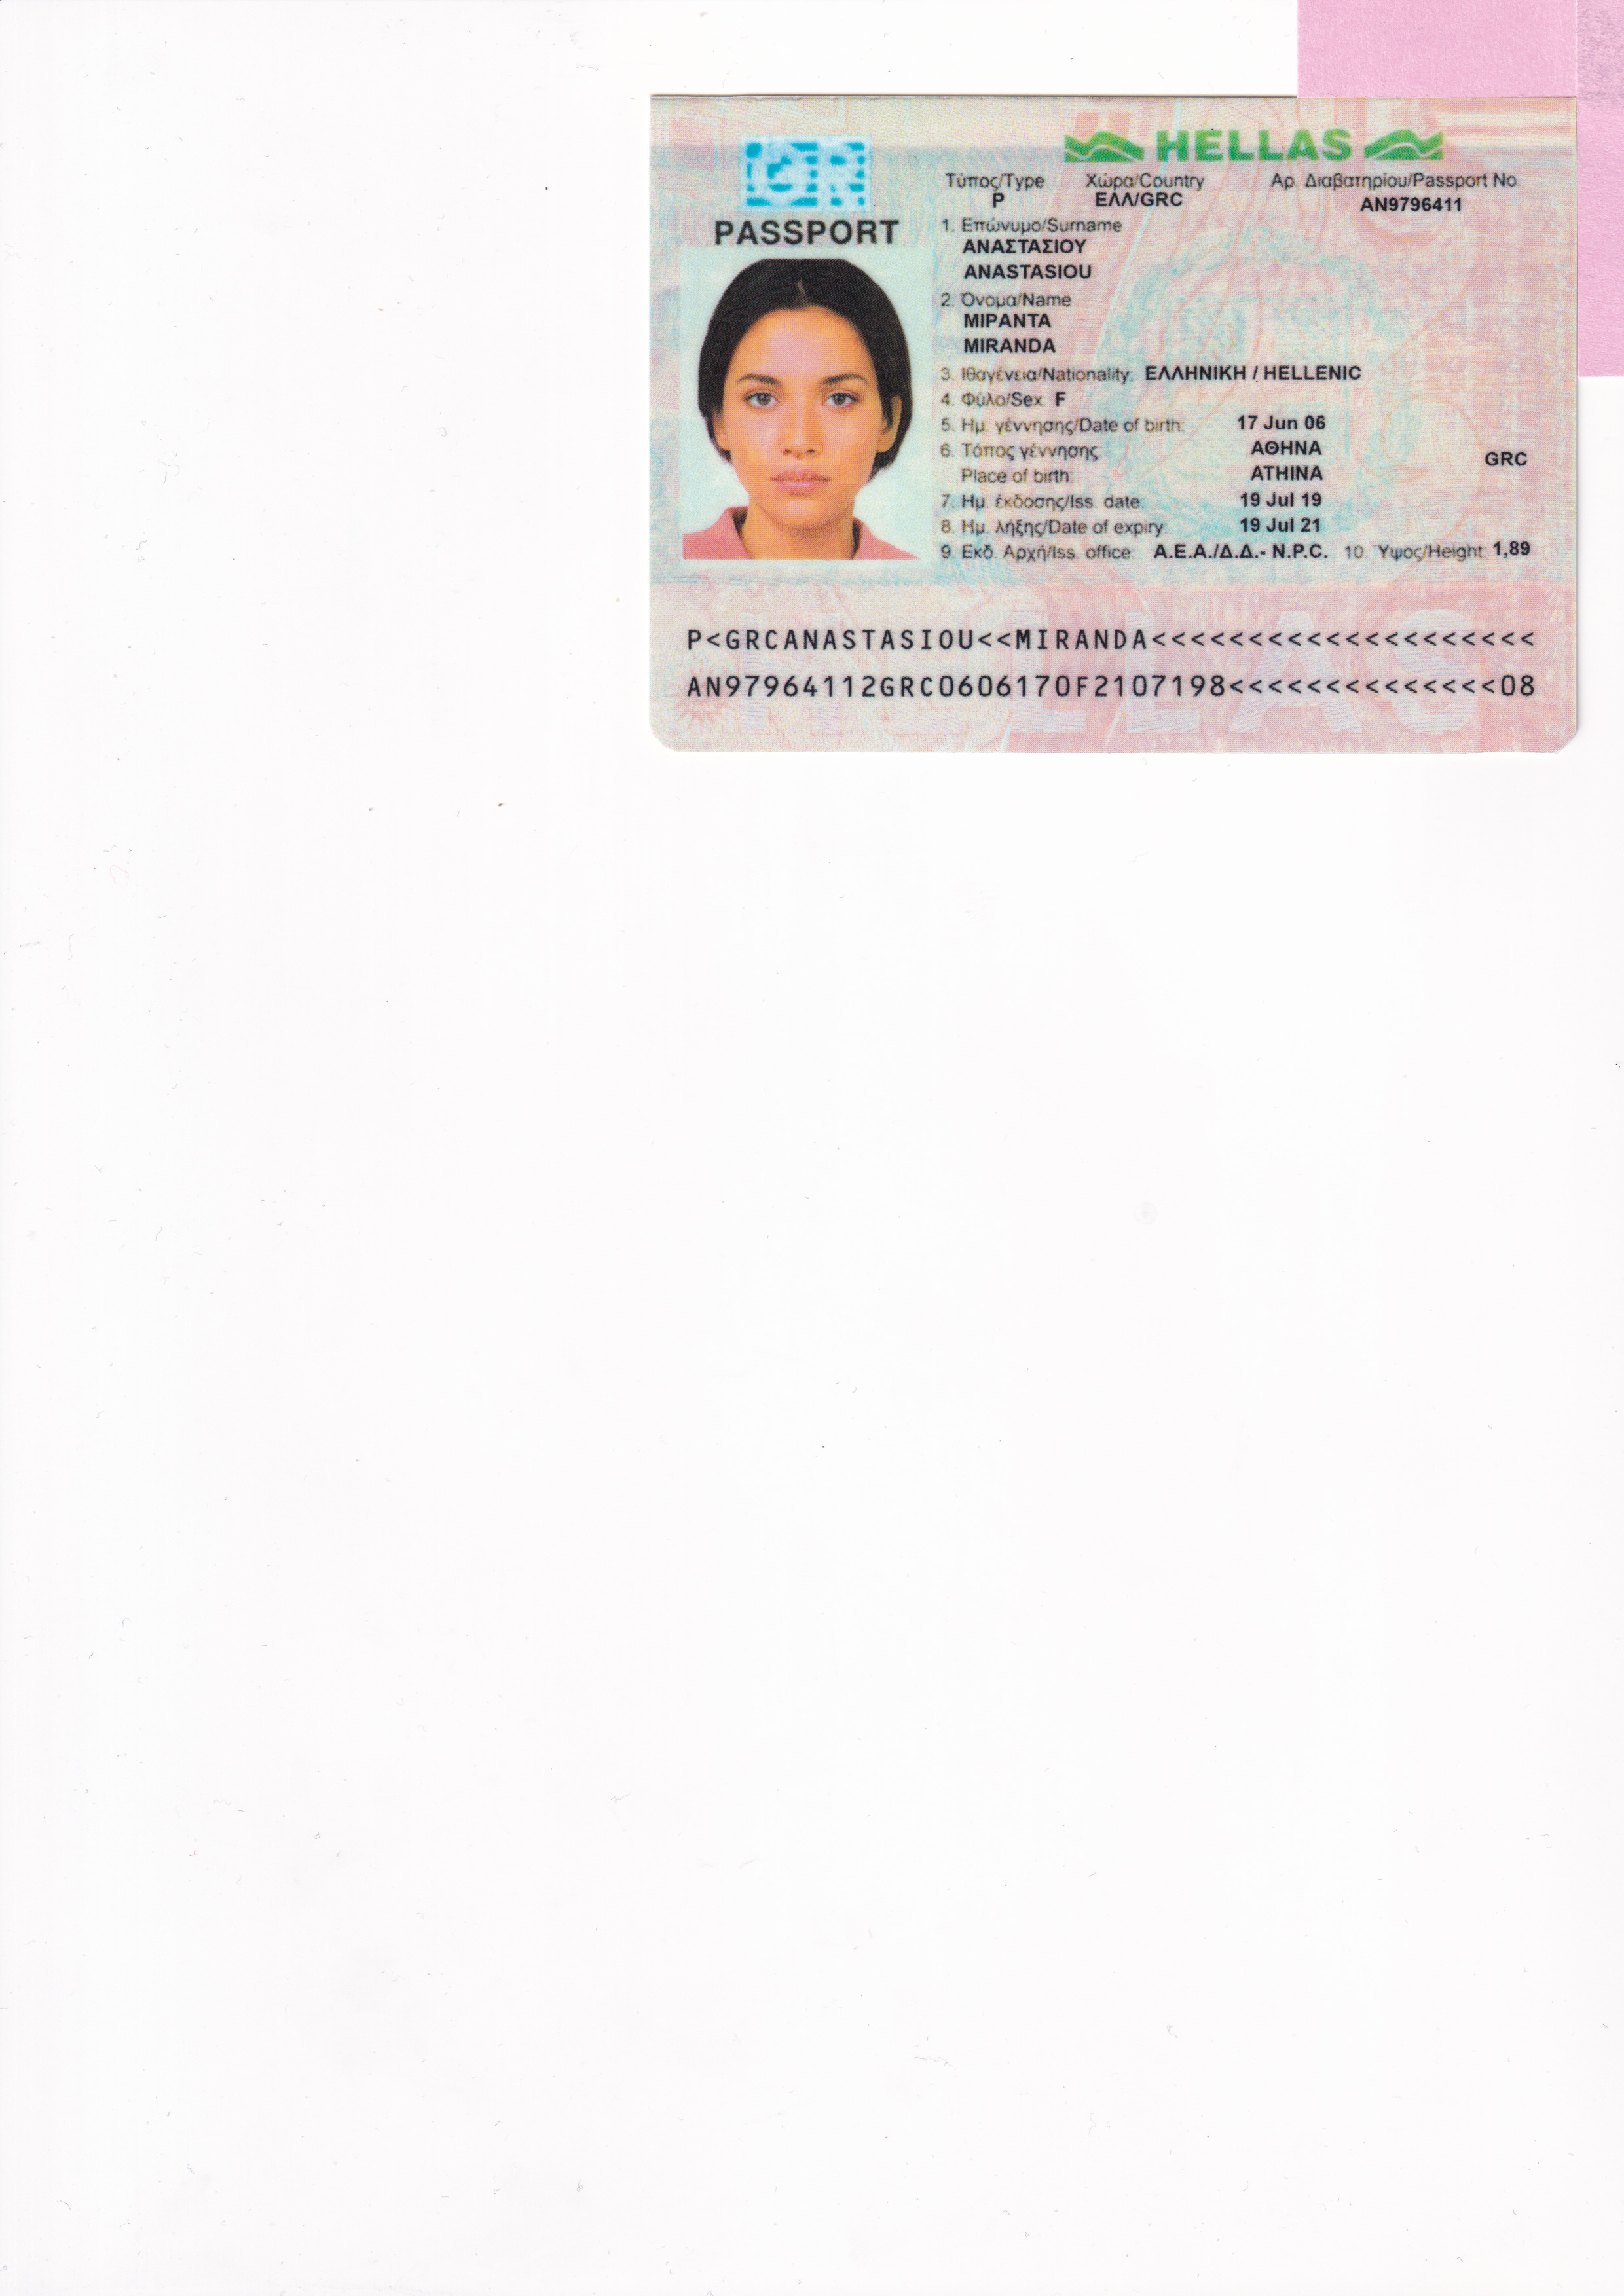 GR
HELLAS
PASSPORT
Τύπος/Type Χώρα/Country Αρ. Διαβατηρίου/Passport No
P ΕΛΛ/GRC AN9796411
1. Επώνυμο/Surname
ΑΝΑΣΤΑΣΙΟΥ
ANASTASIOU
2. Όνομα/Name
ΜΙΡΑΝΤΑ
MIRANDA
3. Ιθαγένεια/Nationality: ΕΛΛΗΝΙΚΗ / HELLENIC
4. Φύλο/Sex F
5. Ημ. γέννησης/Date of birth: 17 Jun 06
6. Τόπος γέννησης ΑΘΗΝΑ
Place of birth: ATHINA GRC
7. Ημ. έκδοσης/Iss. date 19 Jul 19
8. Ημ. λήξης/Date of expiry: 19 Jul 21
9. Εκδ. Αρχή/Iss. office: Α.Ε.Α./Δ.Δ.- N.P.C. 10. Υψος/Height 1,89
P<GRCANASTASIOU<<MIRANDA<<<<<<<<<<<<<<<<<<<<
AN97964112GRC0606170F2107198<<<<<<<<<<<<<<08
HELLAS